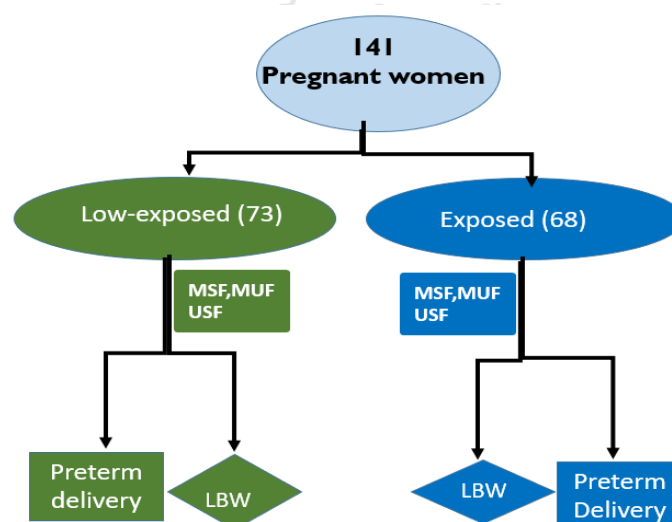 141
Pregnant women
Low-exposed (73)
Exposed (68)
MSF,MUF
USF
MSF,MUF
USF
Preterm
delivery
LBW
LBW
Preterm
Delivery